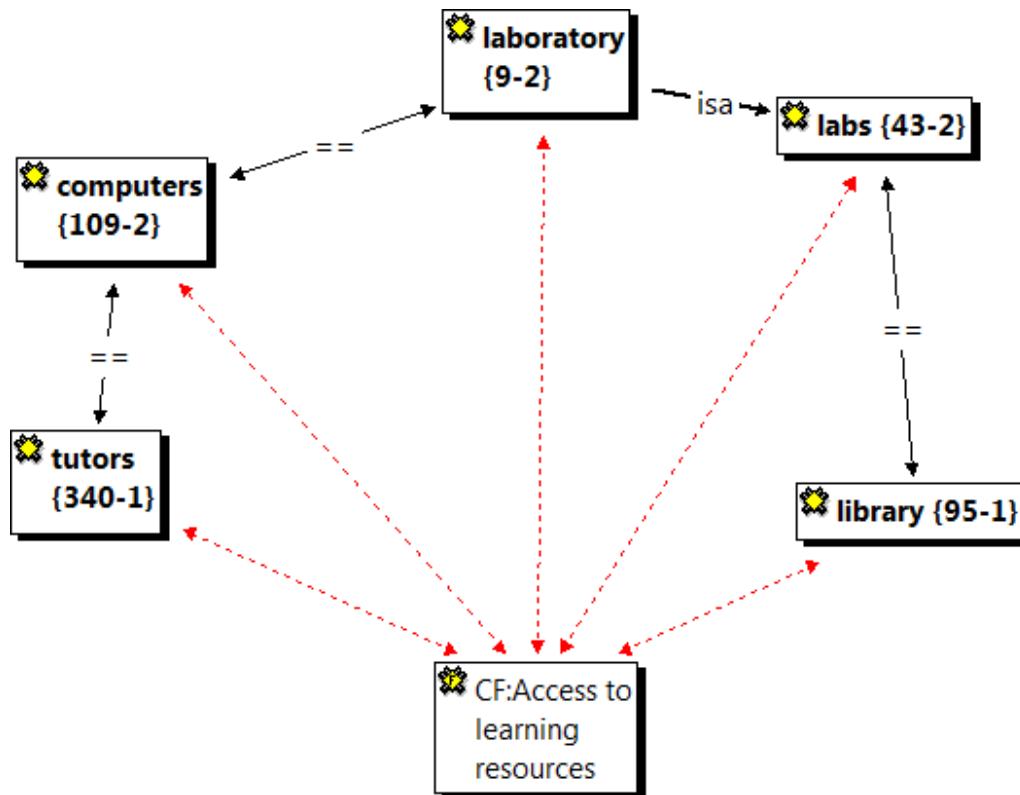 laboratory
{9-2}
isa
labs {43-2}
==
computers
{109-2}
==
==
tutors
{340-1}
library {95-1}
F
CF:Access to
learning
resources